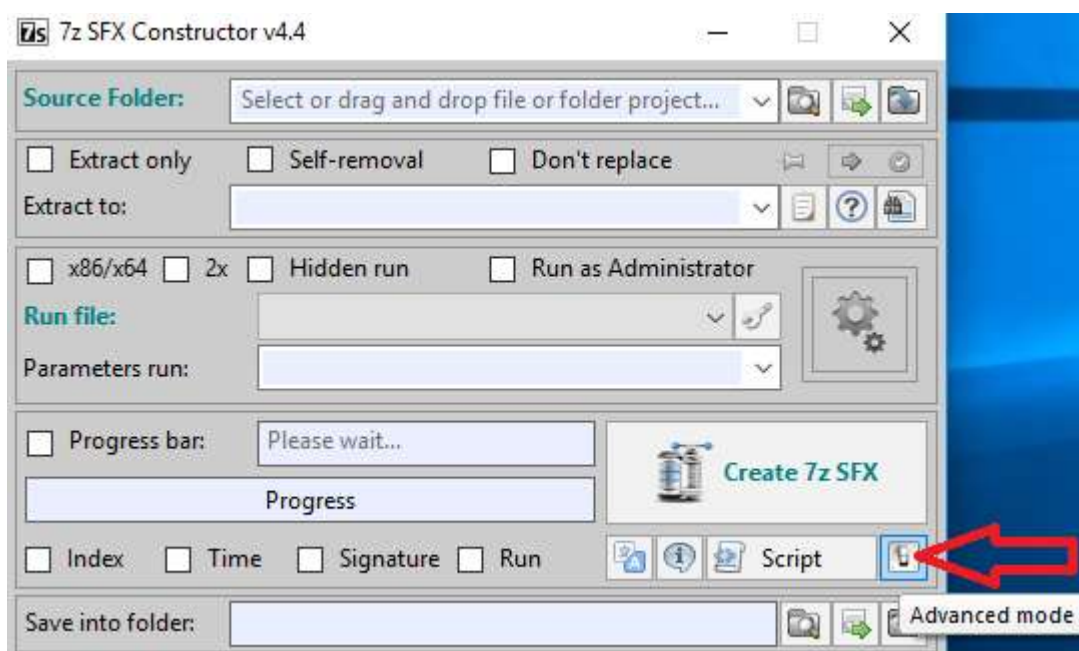 7s 7z SFX Constructor v4.4
Source Folder: Select or drag and drop file or folder project...
Extract only Self-removal Don't replace
Extract to:
x86/x64 2x Hidden run Run as Administrator
Run file:
Parameters run:
Progress bar: Please wait...
Create 7z SFX
Progress
Index Time Signature Run Script
Advanced mode
Save into folder: